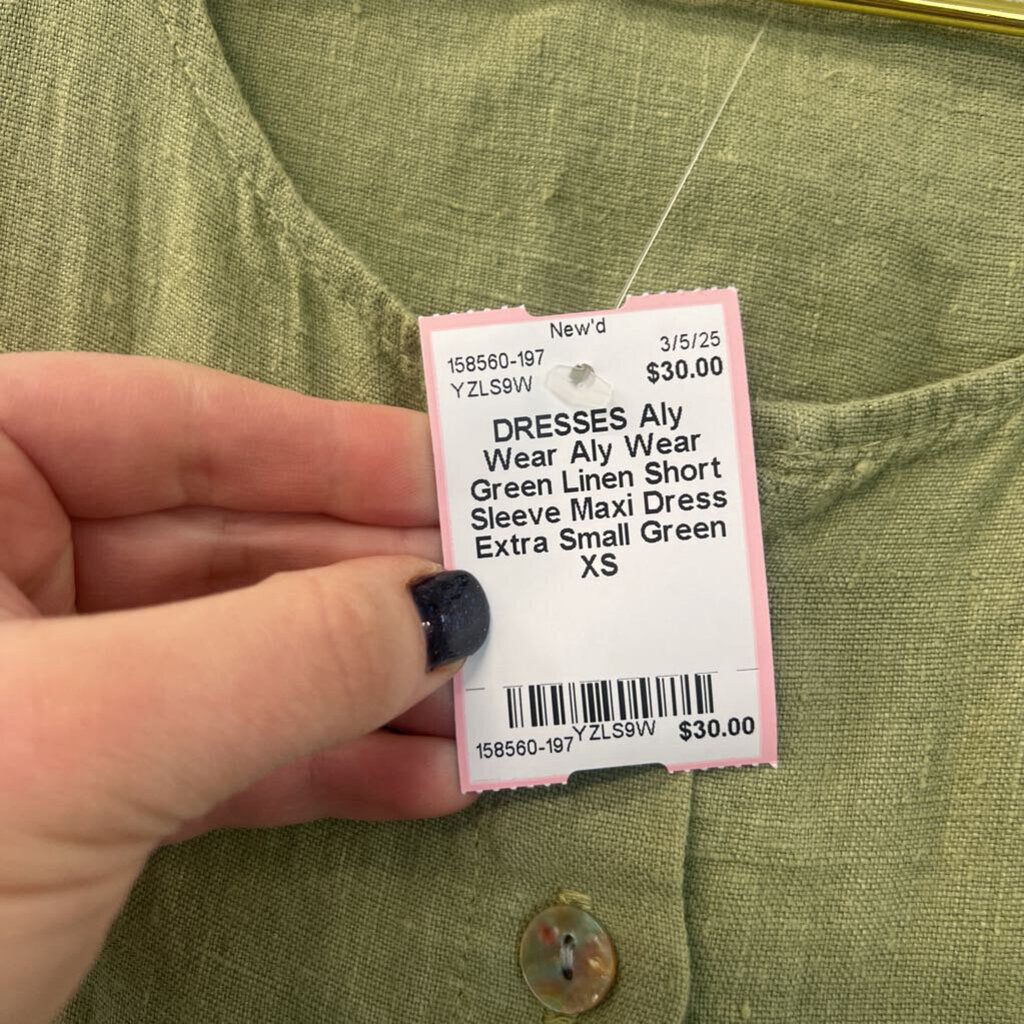 New'd
158560-197 3/5/25
YZLS9W $30.00
DRESSES Aly
Wear Aly Wear
Green Linen Short
Sleeve Maxi Dress
Extra Small Green
XS
158560-197 YZLS9W $30.00